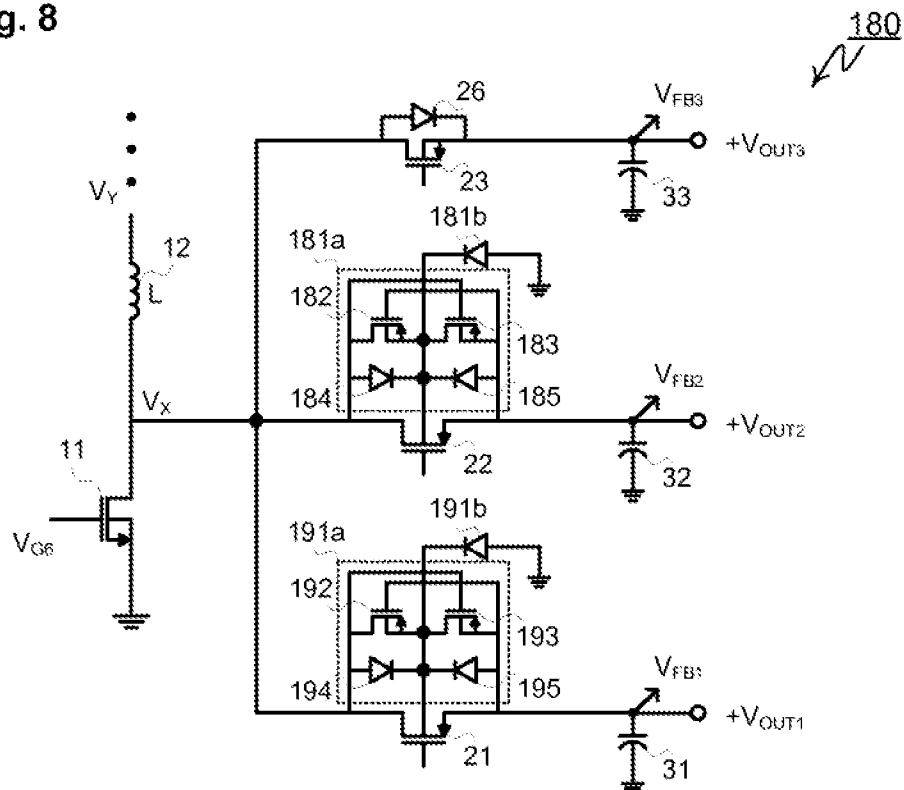 g. 8
180
26
V_FB3
+V_OUT3
23
33
V_Y
181b
181a
12
182
L
183
184
185
V_FB2
V_X
+V_OUT2
11
22
32
191b
V_G6
191a
192
193
194
195
V_FB1
+V_OUT1
21
31